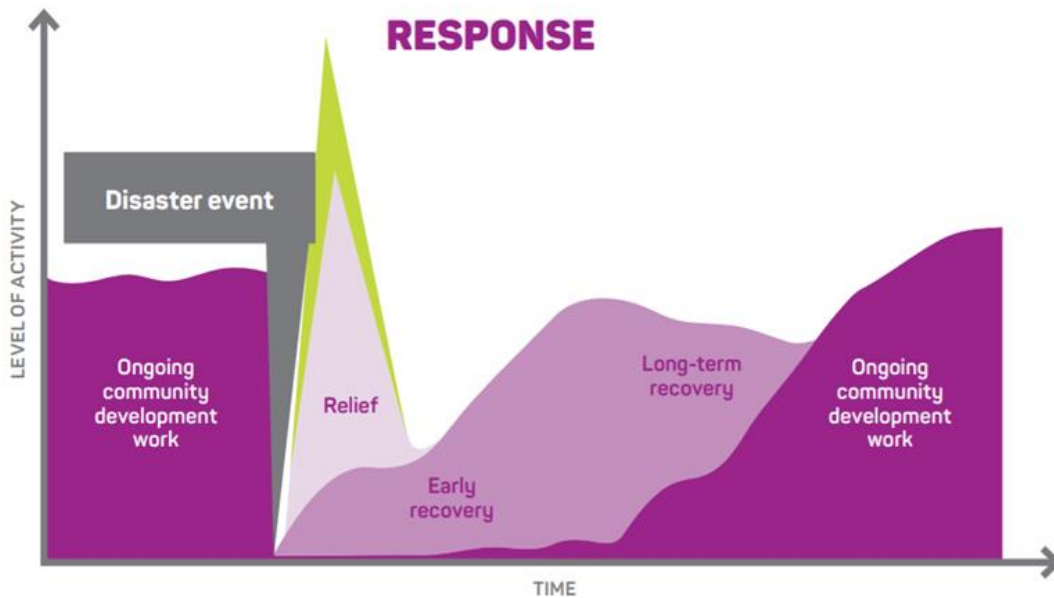 RESPONSE
Disaster event
LEVEL OF ACTIVITY
Ongoing
community
development
work
Relief
Early
recovery
Long-term
recovery
Ongoing
community
development
work
TIME